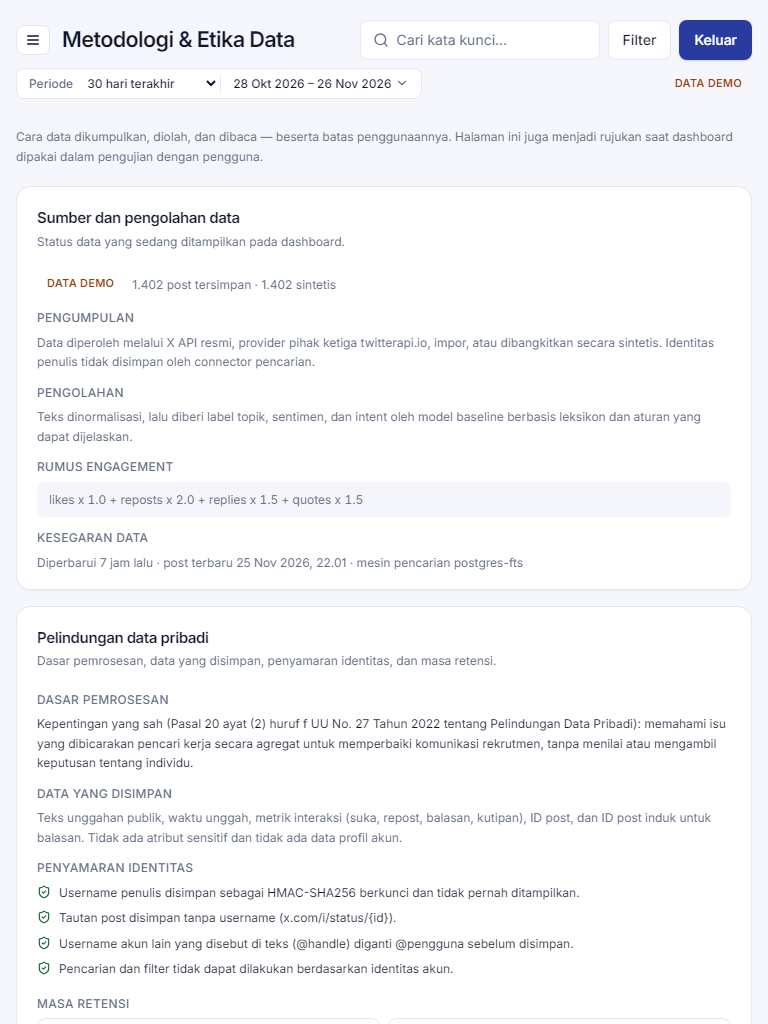 Metodologi & Etika Data
Cari kata kunci...
Filter
Keluar
Periode
30 hari terakhir
28 Okt 2026 – 26 Nov 2026
DATA DEMO
Cara data dikumpulkan, diolah, dan dibaca — beserta batas penggunaannya. Halaman ini juga menjadi rujukan saat dashboard
dipakai dalam pengujian dengan pengguna.
Sumber dan pengolahan data
Status data yang sedang ditampilkan pada dashboard.
DATA DEMO
1.402 post tersimpan · 1.402 sintetis
PENGUMPULAN
Data diperoleh melalui X API resmi, provider pihak ketiga twitterapi.io, impor, atau dibangkitkan secara sintetis. Identitas
penulis tidak disimpan oleh connector pencarian.
PENGOLAHAN
Teks dinormalisasi, lalu diberi label topik, sentimen, dan intent oleh model baseline berbasis leksikon dan aturan yang
dapat dijelaskan.
RUMUS ENGAGEMENT
likes x 1.0 + reposts x 2.0 + replies x 1.5 + quotes x 1.5
KESEGARAN DATA
Diperbarui 7 jam lalu · post terbaru 25 Nov 2026, 22.01 · mesin pencarian postgres-fts
Pelindungan data pribadi
Dasar pemrosesan, data yang disimpan, penyamaran identitas, dan masa retensi.
DASAR PEMROSESAN
Kepentingan yang sah (Pasal 20 ayat (2) huruf f UU No. 27 Tahun 2022 tentang Pelindungan Data Pribadi): memahami isu
yang dibicarakan pencari kerja secara agregat untuk memperbaiki komunikasi rekrutmen, tanpa menilai atau mengambil
keputusan tentang individu.
DATA YANG DISIMPAN
Teks unggahan publik, waktu unggah, metrik interaksi (suka, repost, balasan, kutipan), ID post, dan ID post induk untuk
balasan. Tidak ada atribut sensitif dan tidak ada data profil akun.
PENYAMARAN IDENTITAS
Username penulis disimpan sebagai HMAC-SHA256 berkunci dan tidak pernah ditampilkan.
Tautan post disimpan tanpa username (x.com/i/status/{id}).
Username akun lain yang disebut di teks (@handle) diganti @pengguna sebelum disimpan.
Pencarian dan filter tidak dapat dilakukan berdasarkan identitas akun.
MASA RETENSI